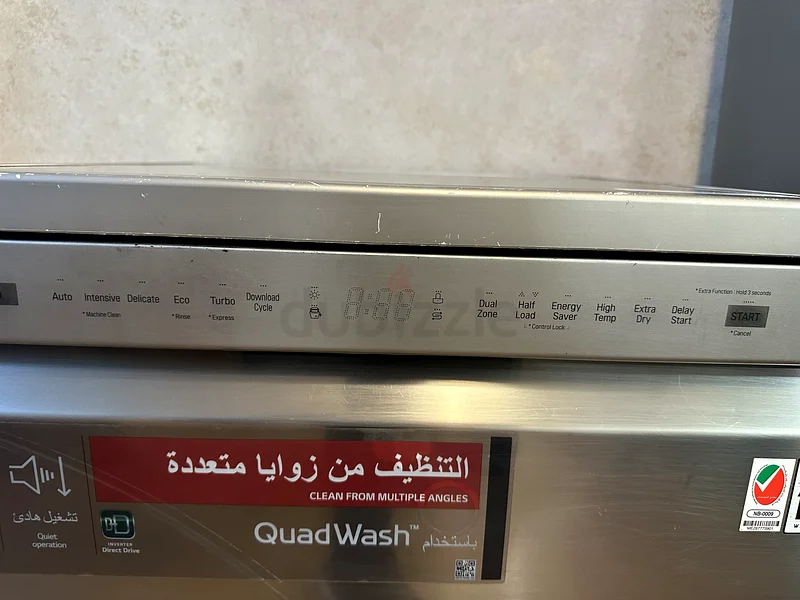 Auto
Intensive
* Machine Clean
Delicate
Eco
* Rinse
Turbo
* Express
Download
Cycle
8:88
dubizzle
Dual
Zone
Half
Load
* Control Lock
Energy
Saver
High
Temp
Extra
Dry
Delay
Start
* Extra Function : Hold 3 seconds
START
* Cancel
التنظيف من زوايا متعددة
CLEAN FROM MULTIPLE ANGLES
تشغيل هادئ
Quiet
operation
INVERTER
Direct Drive
باستخدام QuadWash™
NB-0009